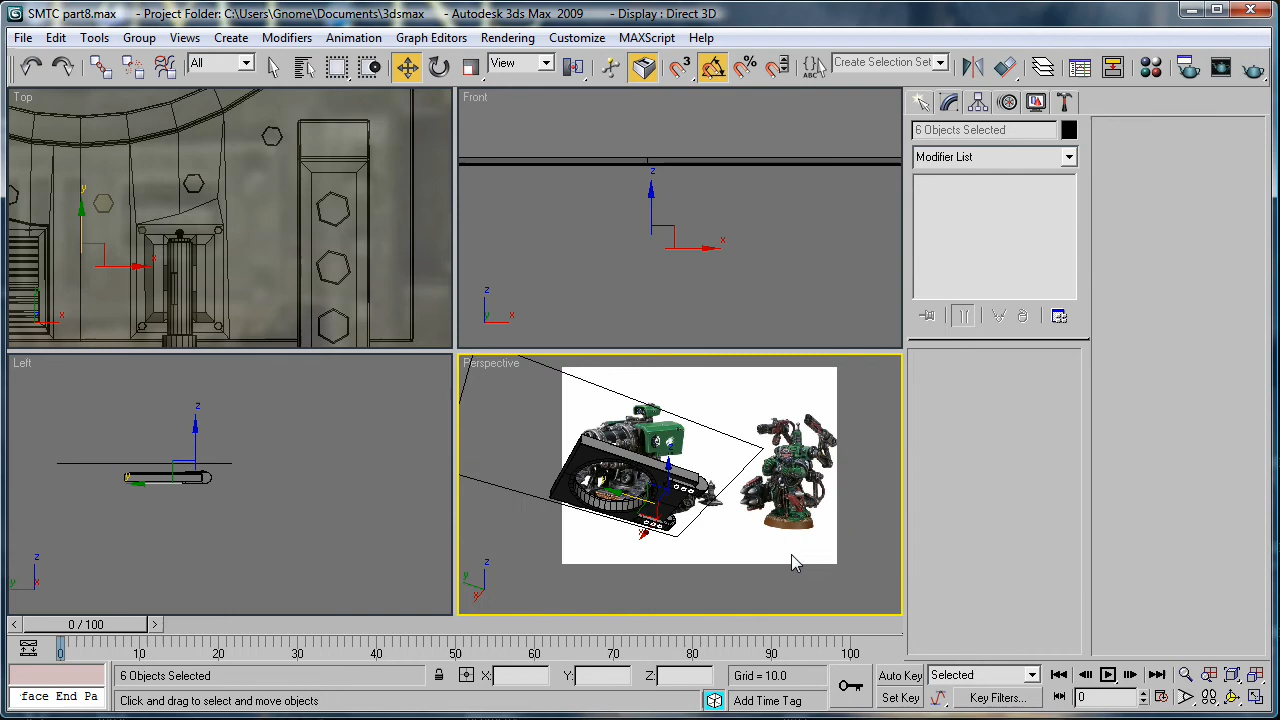 SMTC part8.max - Project Folder: C:\Users\Gnome\Documents\3dsmax - Autodesk 3ds Max 2009 - Display : Direct 3D
File Edit Tools Group Views Create Modifiers Animation Graph Editors Rendering Customize MAXScript Help
All View 3 ABC Create Selection Set
Top Front
6 Objects Selected
Modifier List
y x z x
z x
Left Perspective
z y z x
0 / 100
0 10 20 30 40 50 60 70 80 90 100
6 Objects Selected X: Y: Z: Grid = 10.0 Auto Key Selected
face End Pa Click and drag to select and move objects Add Time Tag Set Key Key Filters... 0